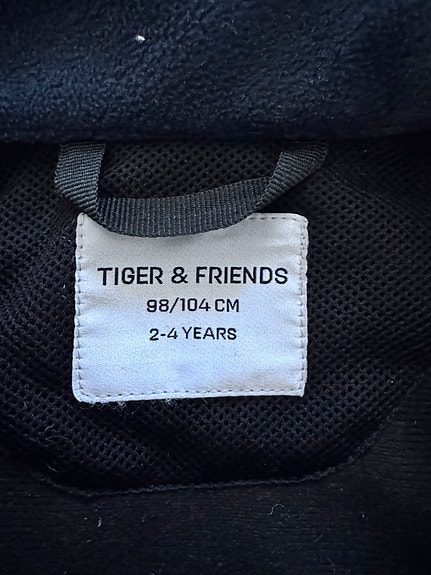 TIGER & FRIENDS
98/104 CM
2-4 YEARS